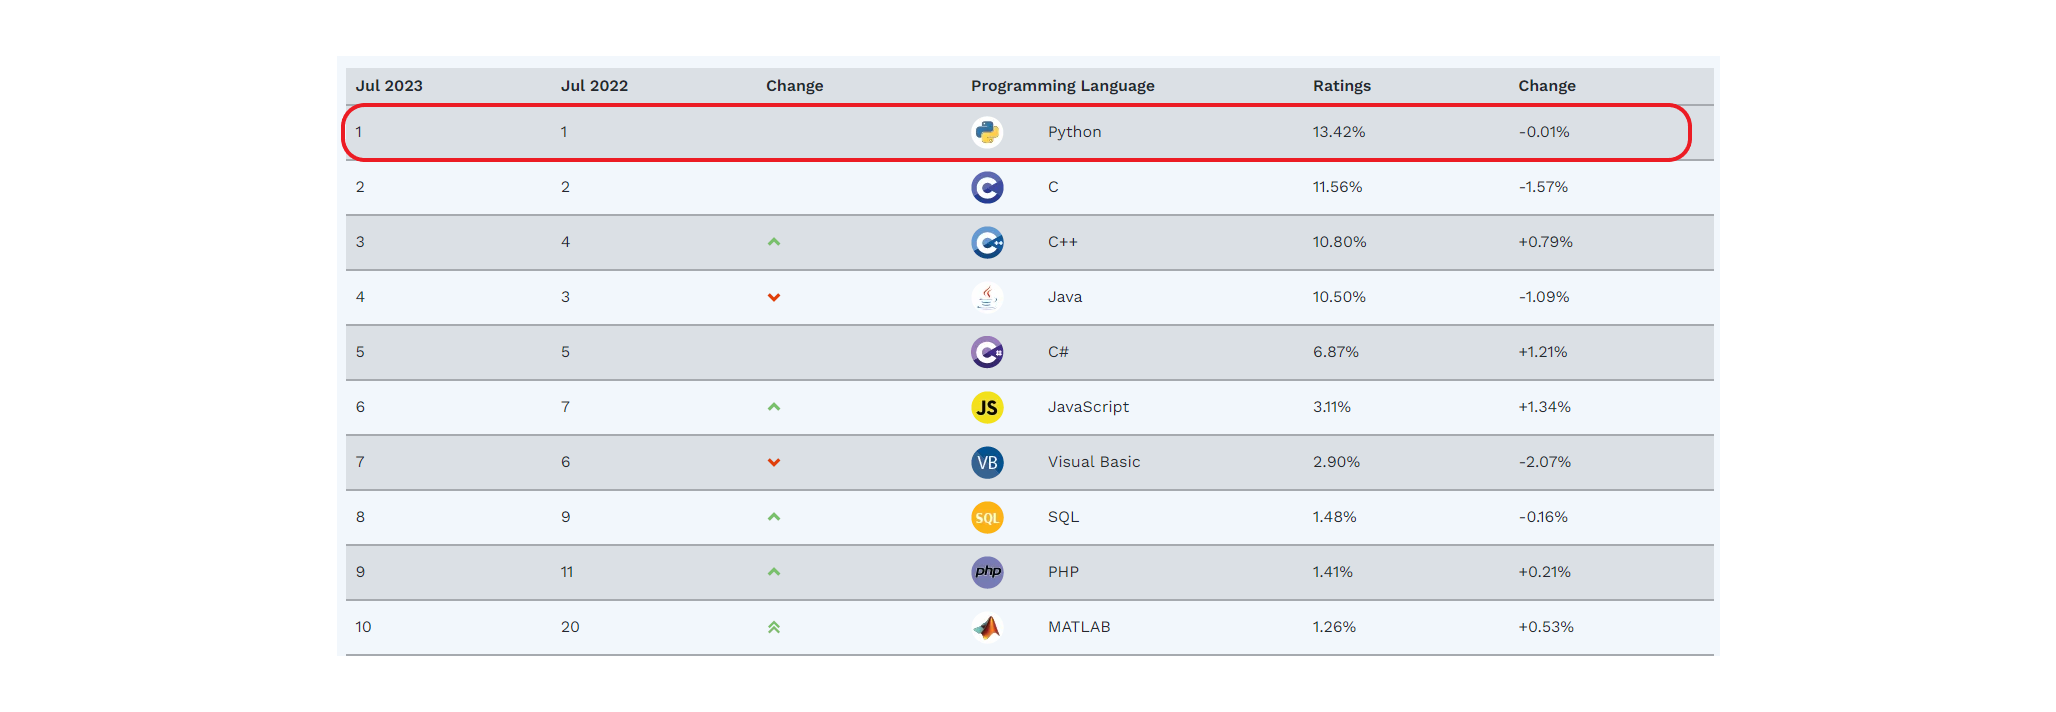 Jul 2023 Jul 2022 Change Programming Language Ratings Change
1 1 Python 13.42% -0.01%
2 2 C C 11.56% -1.57%
3 4 C++ C++ 10.80% +0.79%
4 3 Java 10.50% -1.09%
5 5 C# C# 6.87% +1.21%
6 7 JS JavaScript 3.11% +1.34%
7 6 VB Visual Basic 2.90% -2.07%
8 9 SQL SQL 1.48% -0.16%
9 11 php PHP 1.41% +0.21%
10 20 MATLAB 1.26% +0.53%